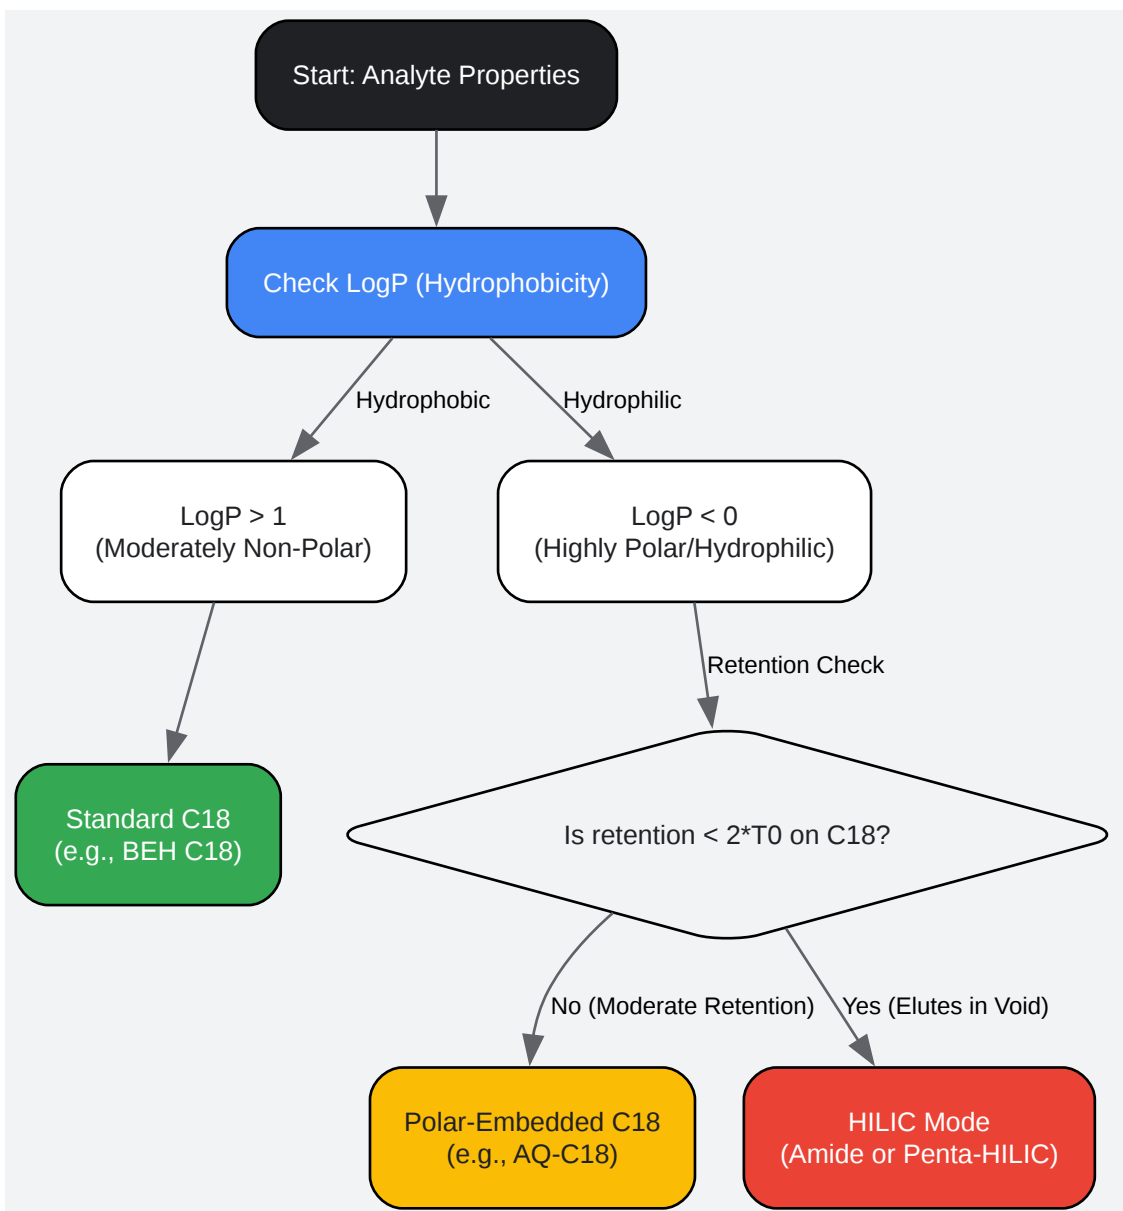 Start: Analyte Properties
Check LogP (Hydrophobicity)
Hydrophobic
Hydrophilic
LogP > 1
(Moderately Non-Polar)
LogP < 0
(Highly Polar/Hydrophilic)
Retention Check
Standard C18
(e.g., BEH C18)
Is retention < 2*T0 on C18?
No (Moderate Retention)
Yes (Elutes in Void)
Polar-Embedded C18
(e.g., AQ-C18)
HILIC Mode
(Amide or Penta-HILIC)